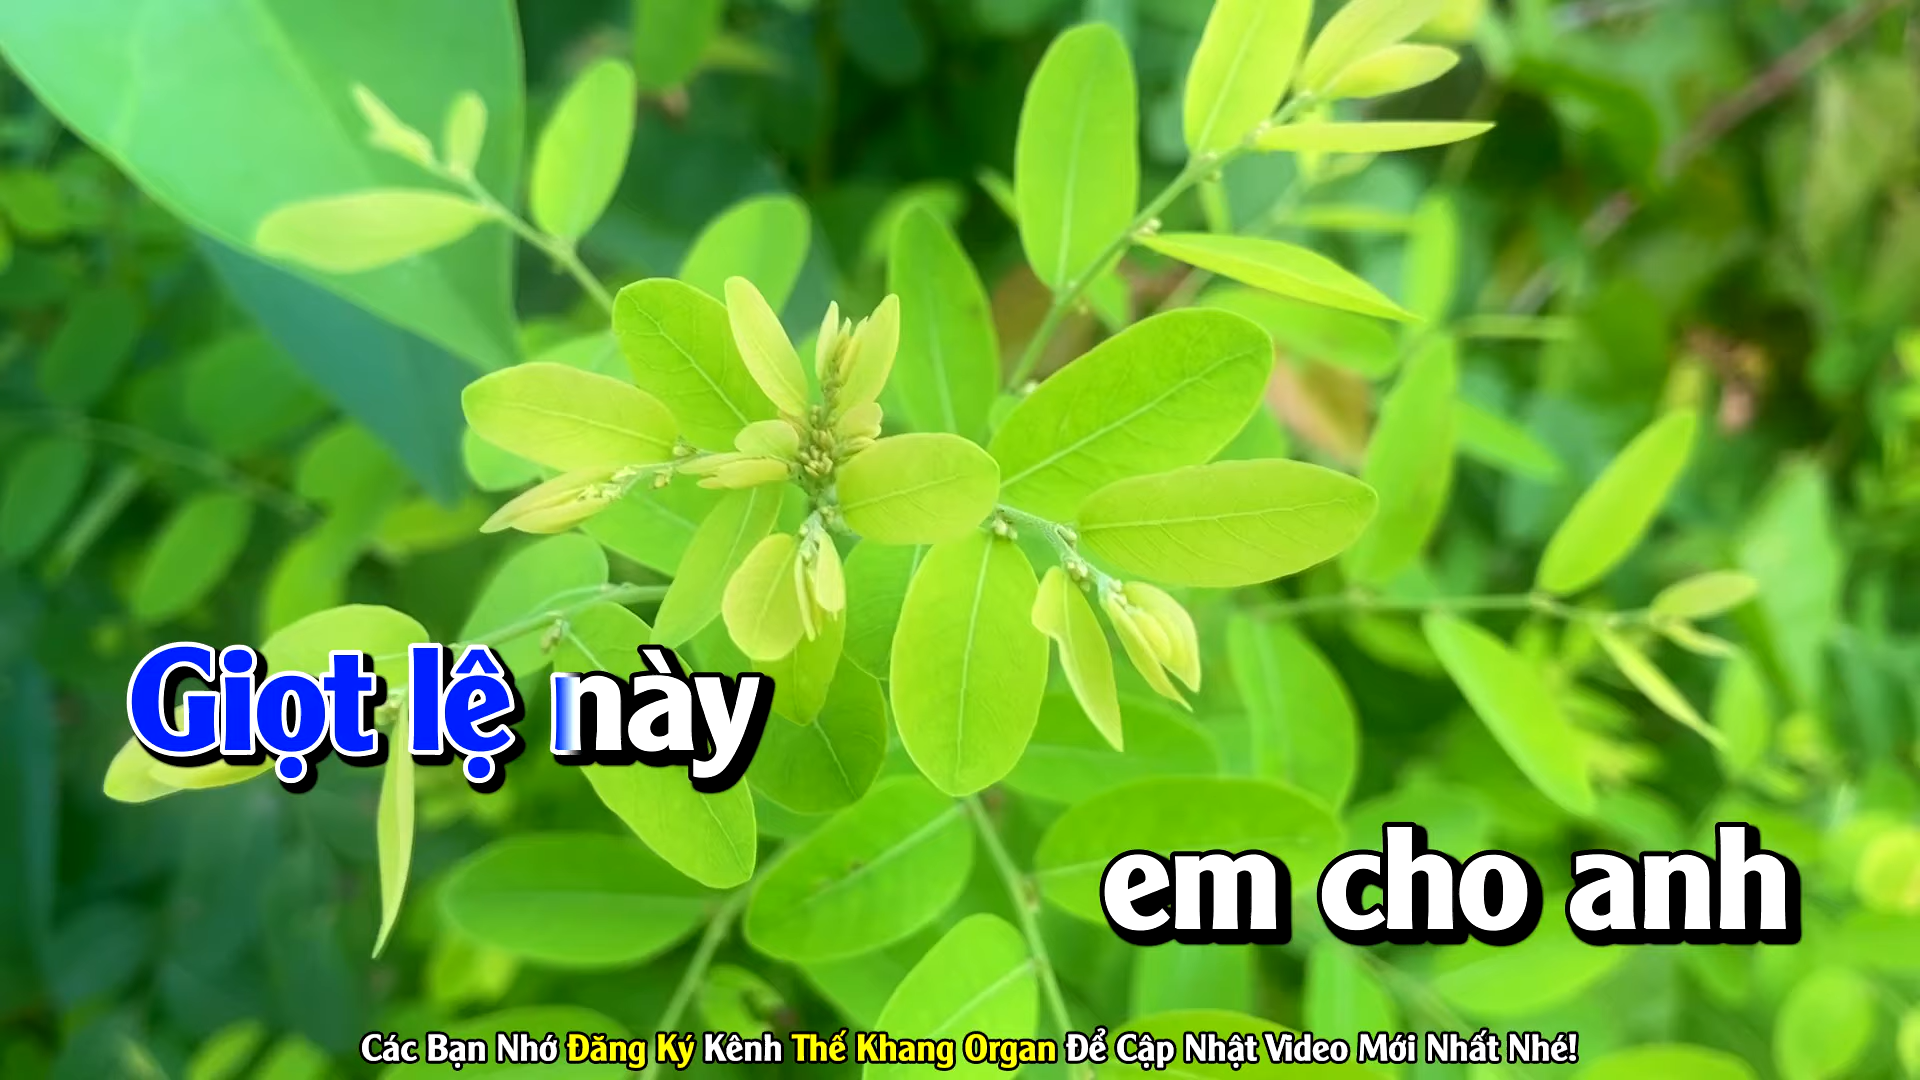 Giọt lệ này
em cho anh
Các Bạn Nhớ Đăng Ký Kênh Thế Khang Organ Để Cập Nhật Video Mới Nhất Nhé!